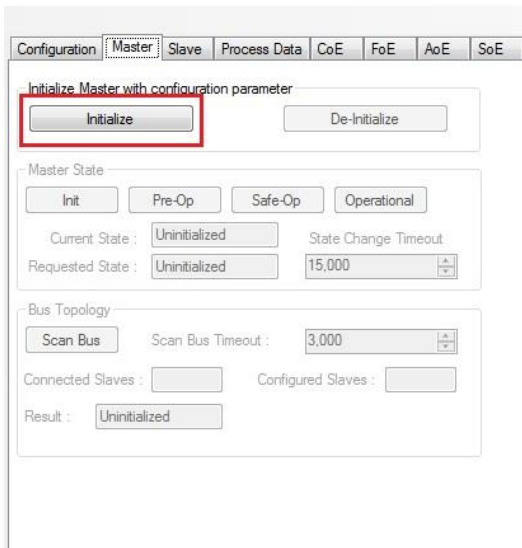 Configuration Master Slave Process Data CoE FoE AoE SoE
Initialize Master with configuration parameter
Initialize De-Initialize
Master State
Init Pre-Op Safe-Op Operational
Current State : Uninitialized State Change Timeout
Requested State : Uninitialized 15,000
Bus Topology
Scan Bus Scan Bus Timeout : 3,000
Connected Slaves : Configured Slaves :
Result : Uninitialized